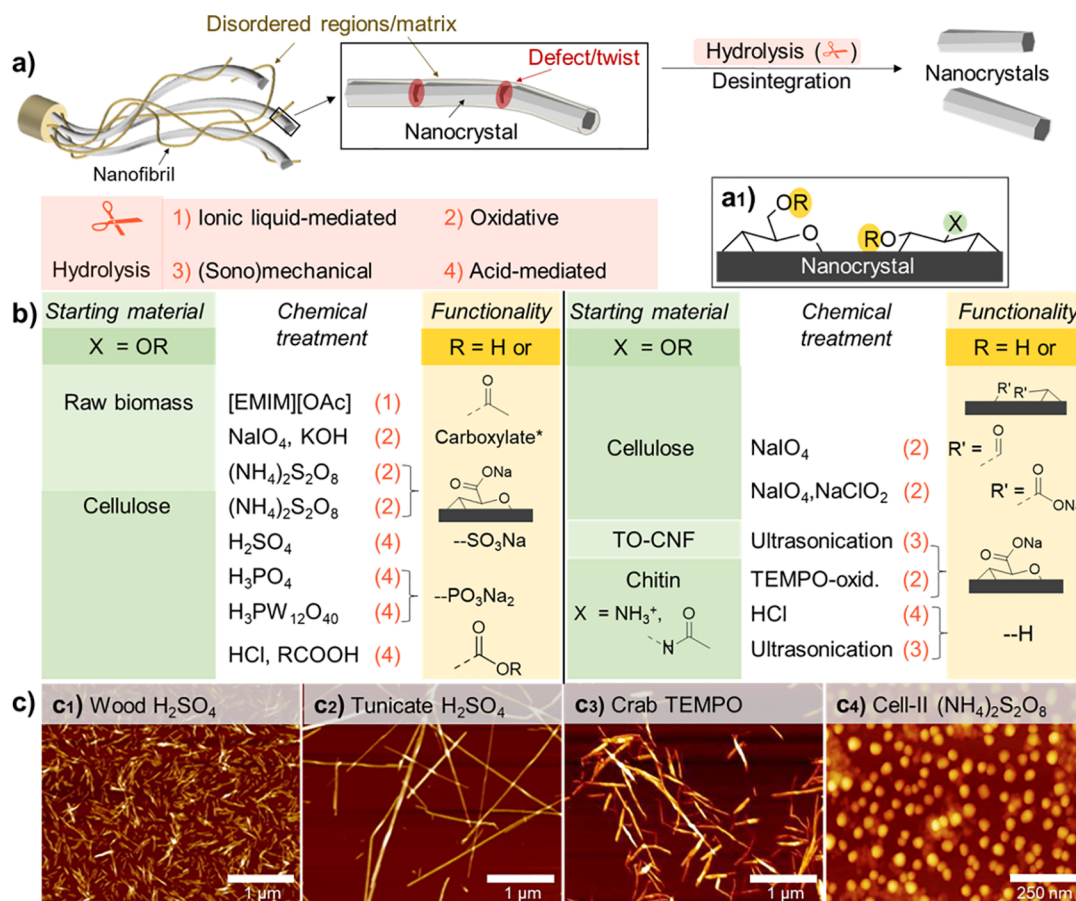 a)
Disordered regions/matrix
Defect/twist
Nanocrystal
Nanofibril
Hydrolysis (✂)
Desintegration
Nanocrystals
Hydrolysis
1) Ionic liquid-mediated
2) Oxidative
3) (Sono)mechanical
4) Acid-mediated
a1)
OR
O
RO
X
Nanocrystal
b)
Starting material
Chemical treatment
Functionality
X = OR
R = H or
Raw biomass
[EMIM][OAc] (1)
O
NaIO₄, KOH (2)
Carboxylate*
(NH₄)₂S₂O₈ (2)
Cellulose
(NH₄)₂S₂O₈ (2)
ONa
O
O
H₂SO₄ (4)
--SO₃Na
H₃PO₄ (4)
H₃PW₁₂O₄₀ (4)
--PO₃Na₂
HCl, RCOOH (4)
O
OR
Starting material
Chemical treatment
Functionality
X = OR
R = H or
R' R'
Cellulose
NaIO₄ (2)
R' =
O
NaIO₄,NaClO₂ (2)
R' =
O
ONa
TO-CNF
Ultrasonication (3)
Chitin
TEMPO-oxid. (2)
ONa
O
O
X = NH₃⁺,
N
H
O
HCl (4)
Ultrasonication (3)
--H
c)
c1) Wood H₂SO₄
1 µm
c2) Tunicate H₂SO₄
1 µm
c3) Crab TEMPO
1 µm
c4) Cell-II (NH₄)₂S₂O₈
250 nm